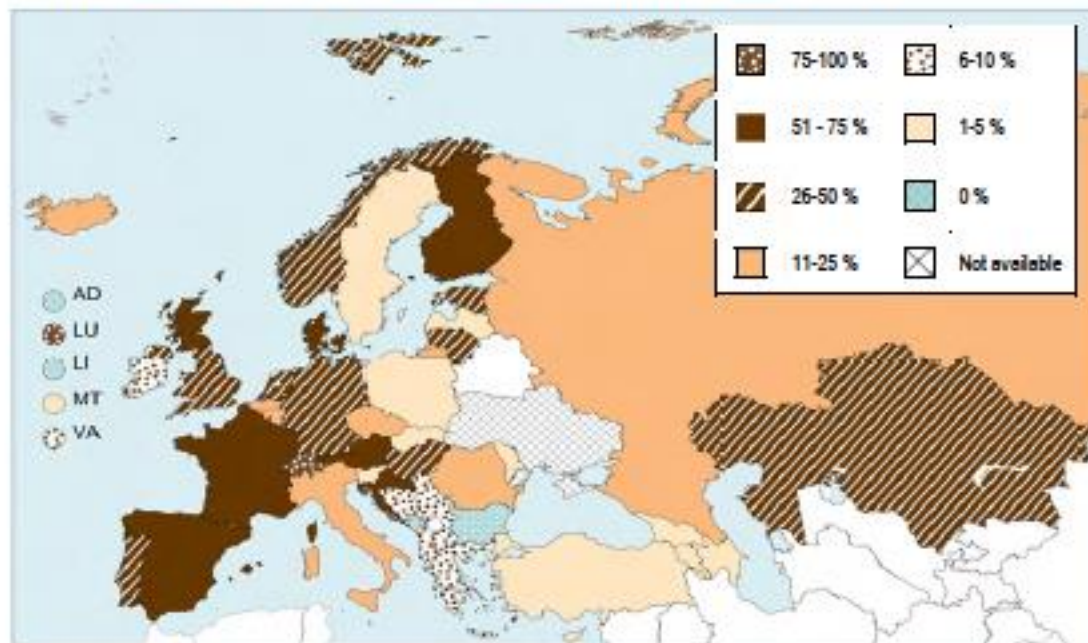 75-100 %
6-10 %
51 - 75 %
1-5 %
26-50 %
0 %
11-25 %
Not available
AD
LU
LI
MT
VA